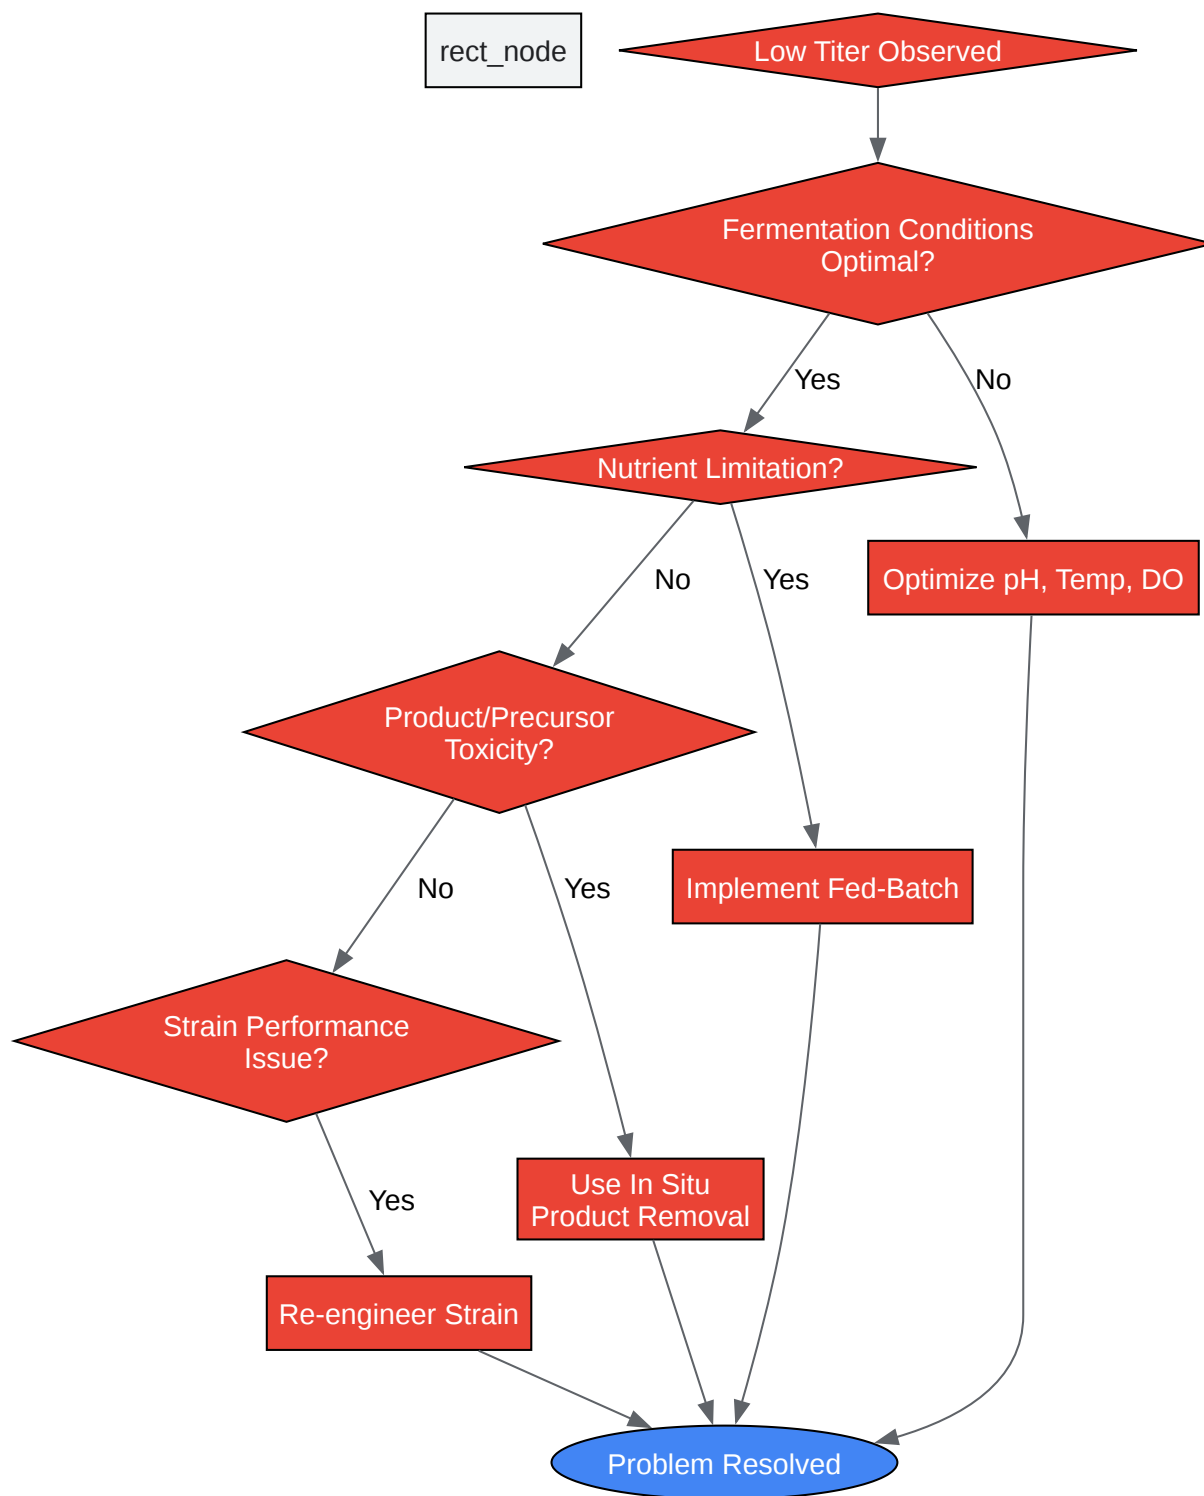 rect_node
Low Titer Observed
Fermentation Conditions
Optimal?
Yes
No
Nutrient Limitation?
No
Yes
Optimize pH, Temp, DO
Product/Precursor
Toxicity?
No
Yes
Implement Fed-Batch
Strain Performance
Issue?
Yes
Use In Situ
Product Removal
Re-engineer Strain
Problem Resolved